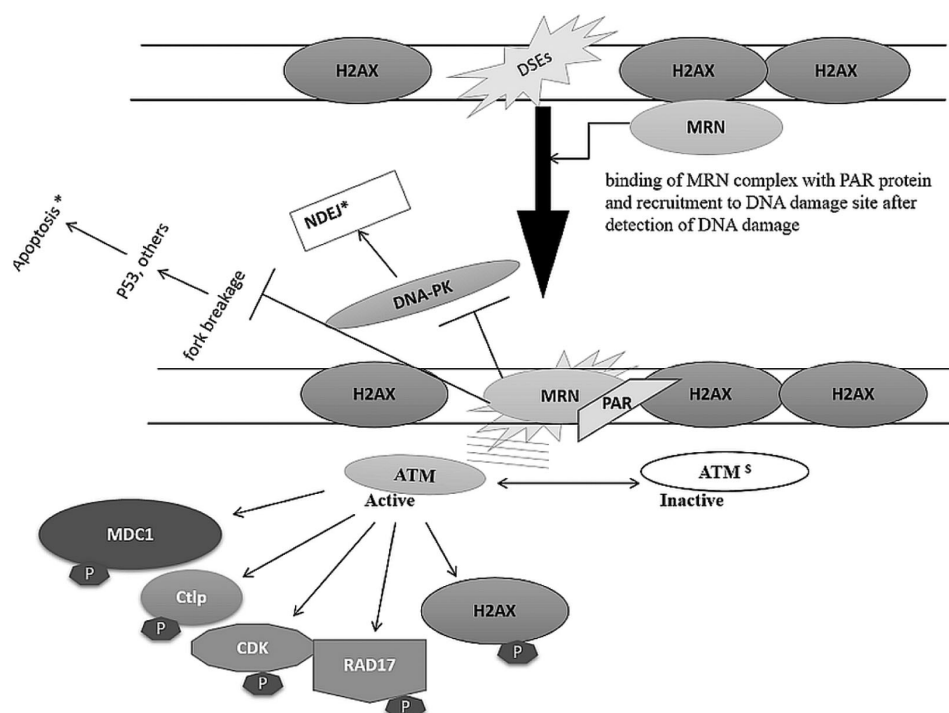 H2AX
DSEs
H2AX
H2AX
MRN
binding of MRN complex with PAR protein
and recruitment to DNA damage site after
detection of DNA damage
NDEJ*
Apoptosis *
P53, others
fork breakage
DNA-PK
H2AX
MRN
PAR
H2AX
H2AX
ATM
Active
ATM $
Inactive
MDC1
P
Ctlp
P
H2AX
P
CDK
P
RAD17
P